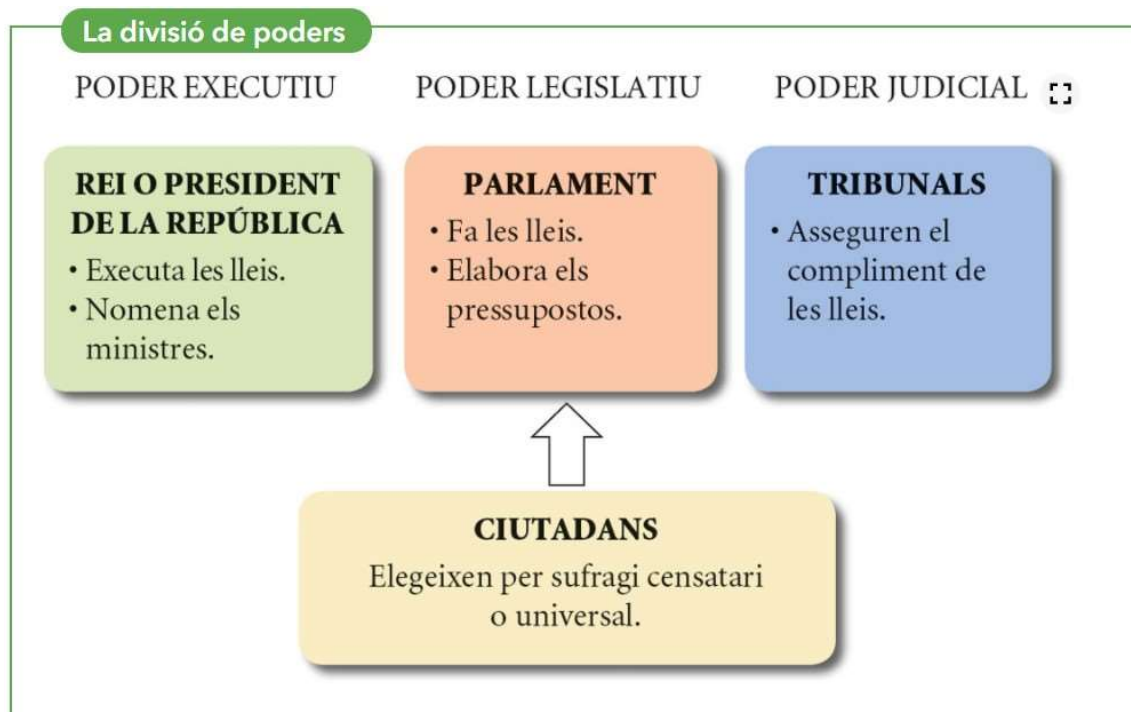 La divisió de poders
PODER EXECUTIU
PODER LEGISLATIU
PODER JUDICIAL
REI O PRESIDENT
DE LA REPÚBLICA
• Executa les lleis.
• Nomena els
ministres.
PARLAMENT
• Fa les lleis.
• Elabora els
pressupostos.
TRIBUNALS
• Asseguren el
compliment de
les lleis.
CIUTADANS
Elegeixen per sufragi censatari
o universal.